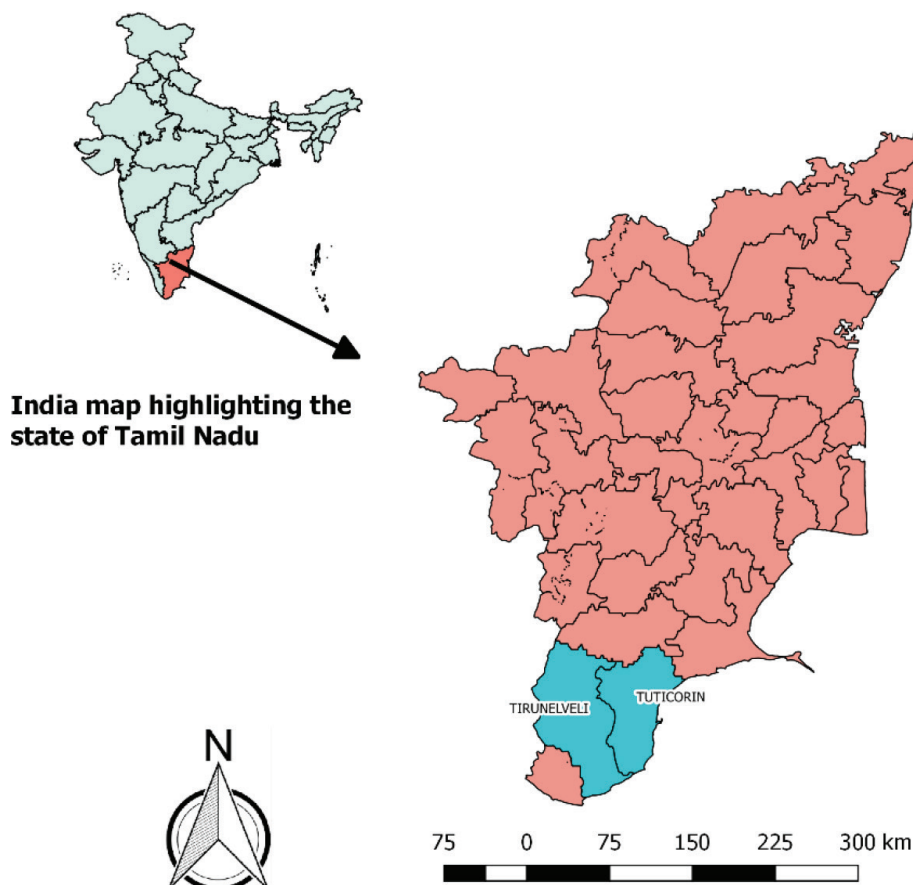 India map highlighting the
state of Tamil Nadu
TIRUNELVELI
TUTICORIN
N
75 0 75 150 225 300 km